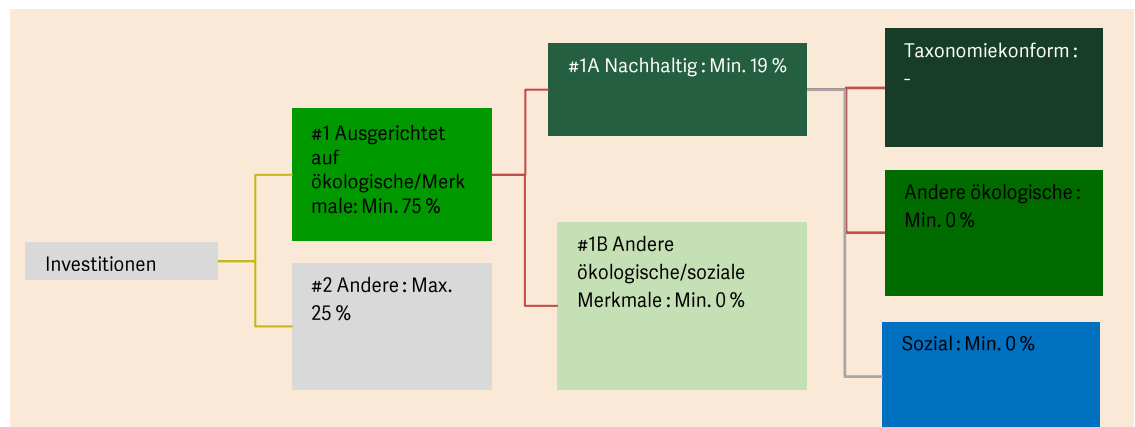 Investitionen
#1 Ausgerichtet
auf
ökologische/Merk
male: Min. 75 %
#2 Andere : Max.
25 %
#1A Nachhaltig : Min. 19 %
#1B Andere
ökologische/soziale
Merkmale : Min. 0 %
Taxonomiekonform :
-
Andere ökologische :
Min. 0 %
Sozial : Min. 0 %